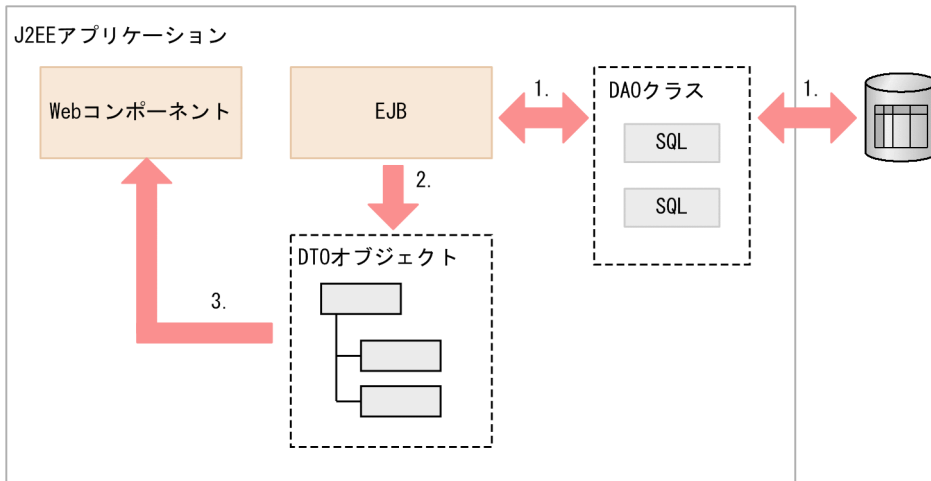 J2EEアプリケーション
Webコンポーネント
EJB
1.
DAOクラス
1.
SQL
SQL
2.
DTOオブジェクト
3.